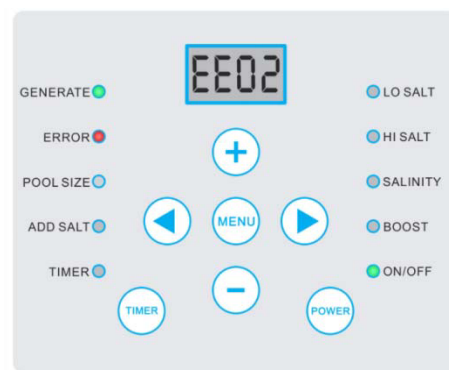 EE02
GENERATE
LO SALT
ERROR
HI SALT
POOL SIZE
SALINITY
ADD SALT
MENU
BOOST
TIMER
ON/OFF
TIMER
POWER